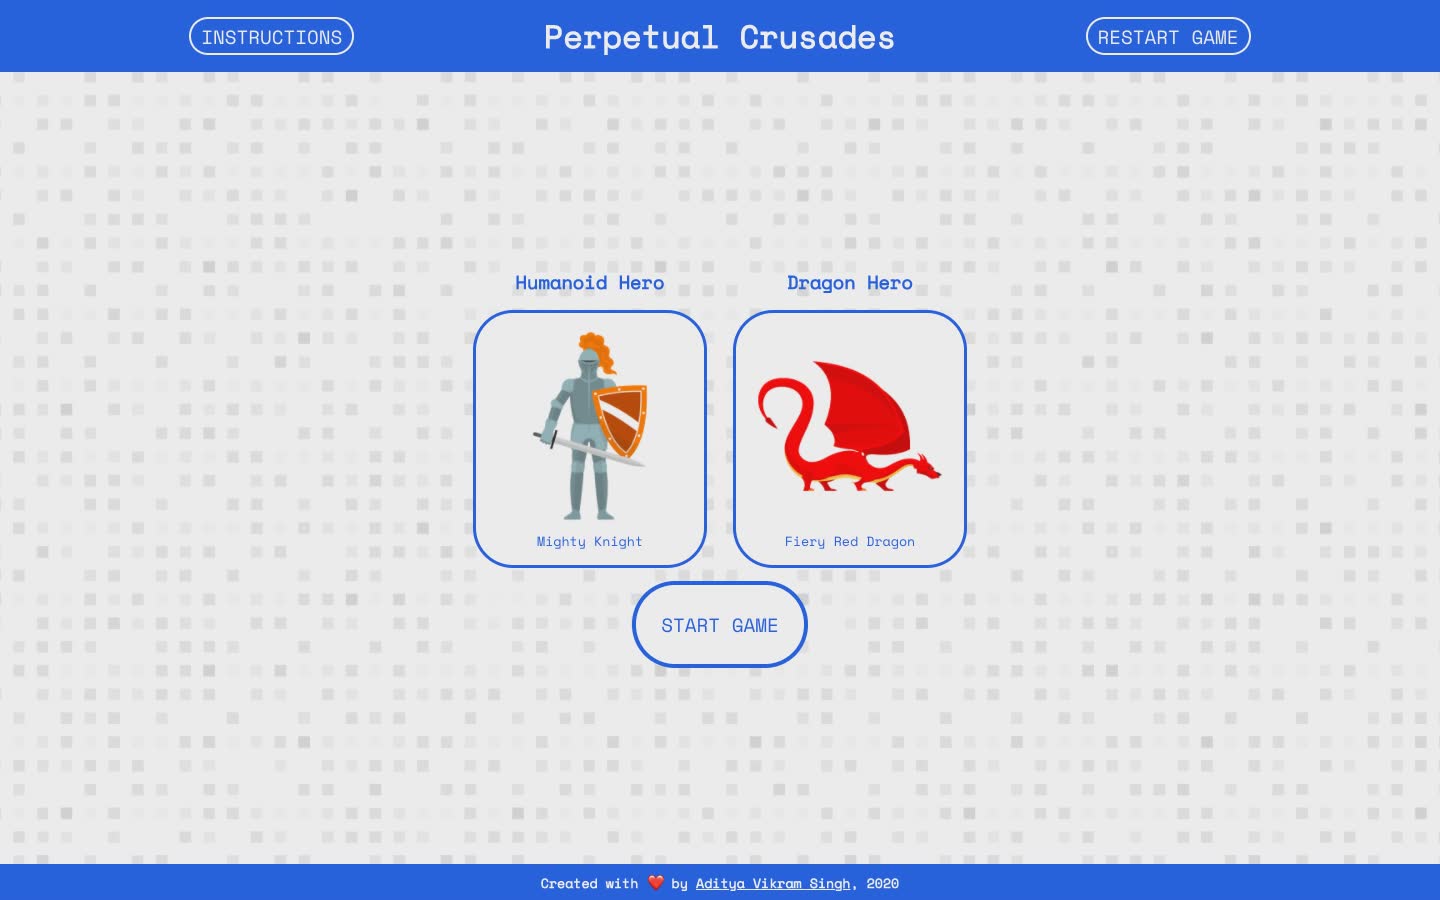 INSTRUCTIONS
Perpetual Crusades
RESTART GAME
Humanoid Hero
Dragon Hero
Mighty Knight
Fiery Red Dragon
START GAME
Created with ❤️ by Aditya Vikram Singh, 2020